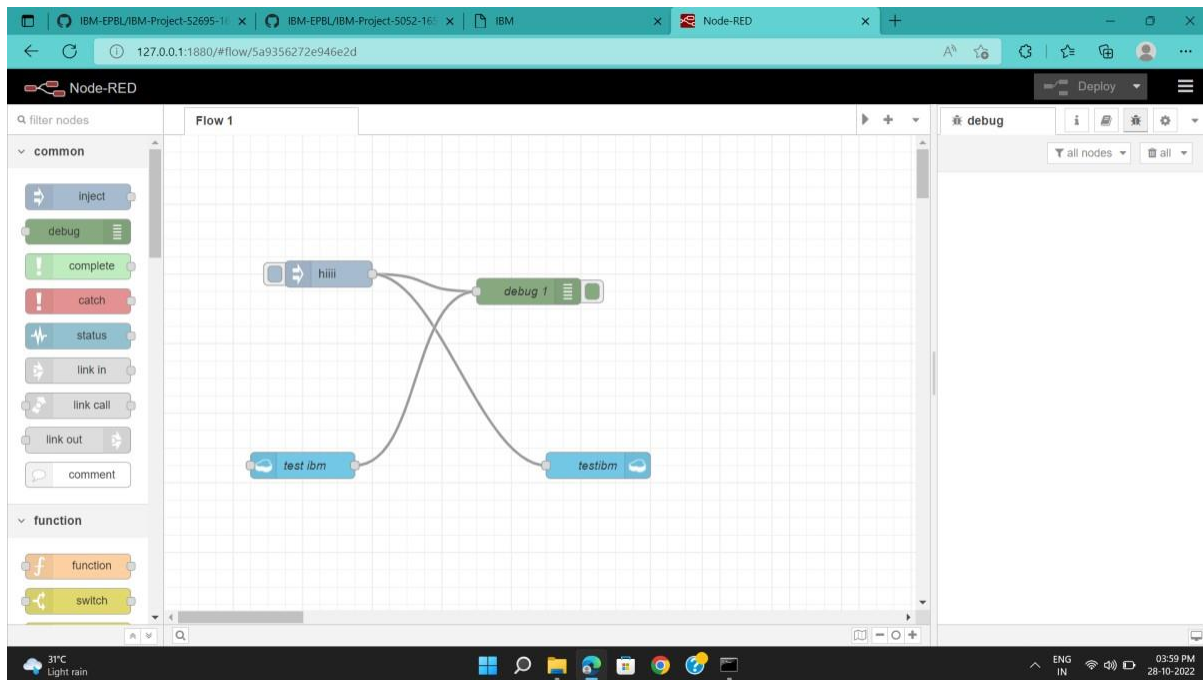 IBM-EPBL/IBM-Project-52695-16
IBM-EPBL/IBM-Project-5052-165
IBM
Node-RED
127.0.0.1:1880/#flow/5a9356272e946e2d
Node-RED
Deploy
filter nodes
Flow 1
debug
i
all nodes
all
common
inject
debug
complete
catch
status
link in
link call
link out
comment
function
function
switch
hiiii
debug 1
test ibm
testibm
31°C
Light rain
ENG
IN
03:59 PM
28-10-2022